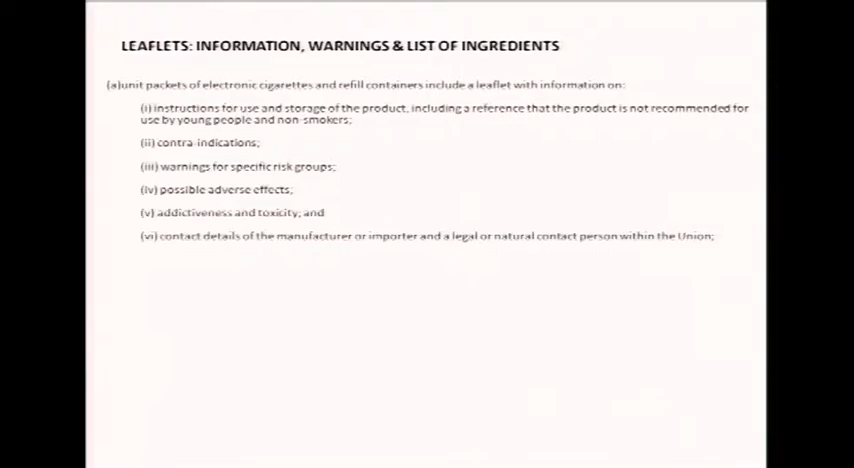 LEAFLETS: INFORMATION, WARNINGS & LIST OF INGREDIENTS
(a)unit packets of electronic cigarettes and refill containers include a leaflet with information on:
(i) instructions for use and storage of the product, including a reference that the product is not recommended for
use by young people and non-smokers;
(ii) contra-indications;
(iii) warnings for specific risk groups;
(iv) possible adverse effects;
(v) addictiveness and toxicity; and
(vi) contact details of the manufacturer or importer and a legal or natural contact person within the Union;